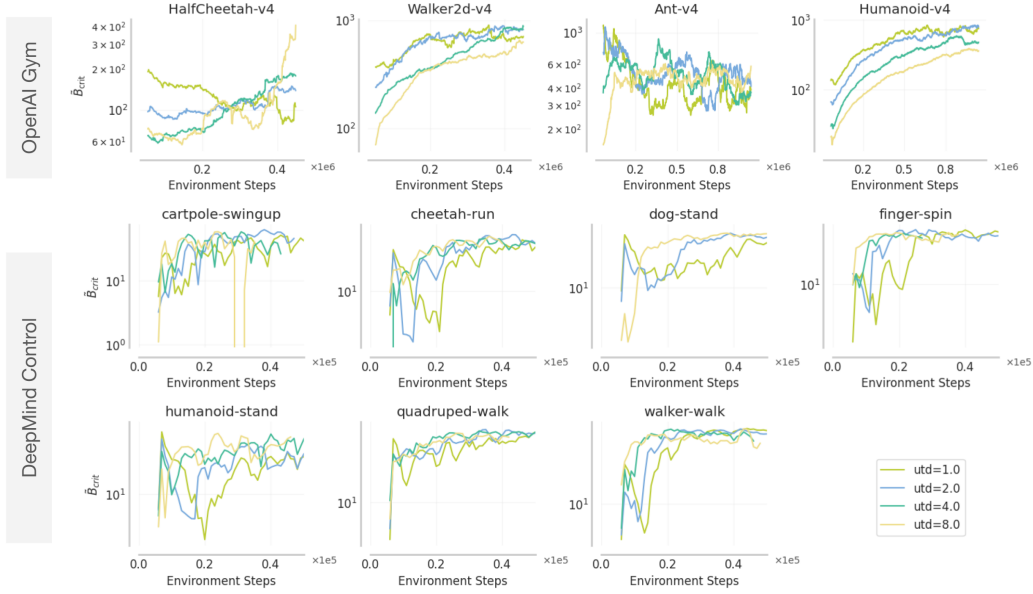 OpenAI Gym
HalfCheetah-v4
B̄crit
4 × 10²
3 × 10²
2 × 10²
10²
6 × 10¹
0.2
0.4
×1e6
Environment Steps
Walker2d-v4
10³
10²
0.2
0.4
×1e6
Environment Steps
Ant-v4
10³
6 × 10²
4 × 10²
3 × 10²
2 × 10²
0.2
0.5
0.8
×1e6
Environment Steps
Humanoid-v4
10³
10²
0.2
0.5
0.8
×1e6
Environment Steps
DeepMind Control
cartpole-swingup
B̄crit
10¹
10⁰
0.0
0.2
0.4
×1e5
Environment Steps
cheetah-run
10¹
0.0
0.2
0.4
×1e5
Environment Steps
dog-stand
10¹
0.0
0.2
0.4
×1e5
Environment Steps
finger-spin
10¹
0.0
0.2
0.4
×1e5
Environment Steps
humanoid-stand
B̄crit
10¹
0.0
0.2
0.4
×1e5
Environment Steps
quadruped-walk
10¹
0.0
0.2
0.4
×1e5
Environment Steps
walker-walk
10¹
0.0
0.2
0.4
×1e5
Environment Steps
utd=1.0
utd=2.0
utd=4.0
utd=8.0